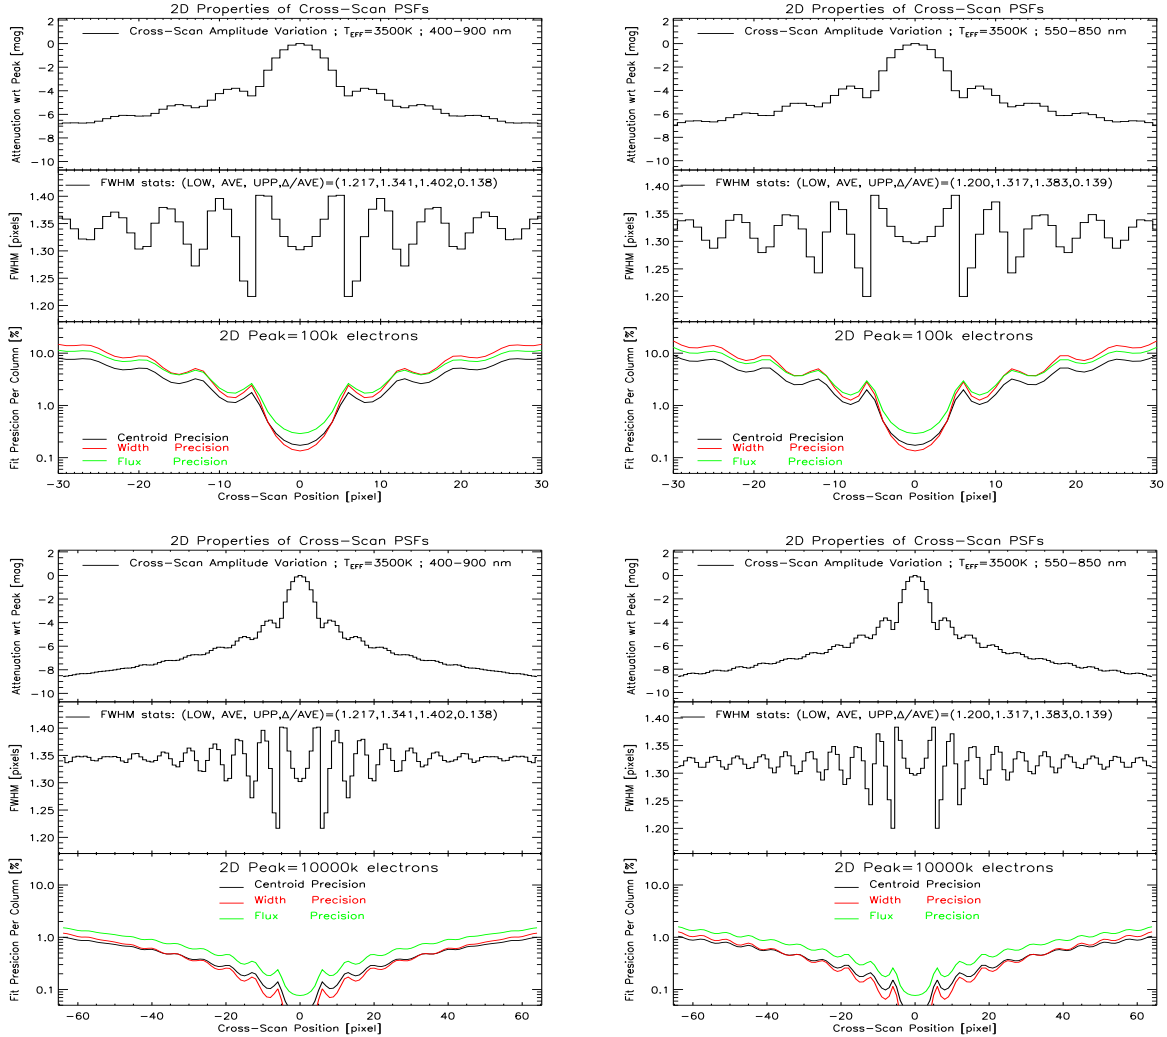 2D Properties of Cross-Scan PSFs
Cross-Scan Amplitude Variation ; TEFF=3500K ; 400-900 nm
Attenuation wrt Peak [mag]
2
0
-2
-4
-6
-8
-10
FWHM stats: (LOW, AVE, UPP,Δ/AVE)=(1.217,1.341,1.402,0.138)
FWHM [pixels]
1.40
1.35
1.30
1.20
2D Peak=100k electrons
Fit Presicion Per Column [%]
10.0
1.0
0.1
Centroid Precision
Width Precision
Flux Precision
-30 -20 -10 0 10 20 30
Cross-Scan Position [pixel]
2D Properties of Cross-Scan PSFs
Cross-Scan Amplitude Variation ; TEFF=3500K ; 550-850 nm
Attenuation wrt Peak [mag]
2
0
-2
-4
-6
-8
-10
FWHM stats: (LOW, AVE, UPP,Δ/AVE)=(1.200,1.317,1.383,0.139)
FWHM [pixels]
1.40
1.35
1.30
1.25
1.20
2D Peak=100k electrons
Fit Presicion Per Column [%]
10.0
1.0
0.1
Centroid Precision
Width Precision
Flux Precision
-30 -20 -10 0 10 20 30
Cross-Scan Position [pixel]
2D Properties of Cross-Scan PSFs
Cross-Scan Amplitude Variation ; TEFF=3500K ; 400-900 nm
Attenuation wrt Peak [mag]
2
0
-2
-4
-6
-8
-10
FWHM stats: (LOW, AVE, UPP,Δ/AVE)=(1.217,1.341,1.402,0.138)
FWHM [pixels]
1.40
1.35
1.30
1.20
2D Peak=10000k electrons
Fit Presicion Per Column [%]
10.0
1.0
0.1
Centroid Precision
Width Precision
Flux Precision
-60 -40 -20 0 20 40 60
Cross-Scan Position [pixel]
2D Properties of Cross-Scan PSFs
Cross-Scan Amplitude Variation ; TEFF=3500K ; 550-850 nm
Attenuation wrt Peak [mag]
2
0
-2
-4
-6
-8
-10
FWHM stats: (LOW, AVE, UPP,Δ/AVE)=(1.200,1.317,1.383,0.139)
FWHM [pixels]
1.40
1.35
1.30
1.25
1.20
2D Peak=10000k electrons
Fit Presicion Per Column [%]
10.0
1.0
0.1
Centroid Precision
Width Precision
Flux Precision
-60 -40 -20 0 20 40 60
Cross-Scan Position [pixel]